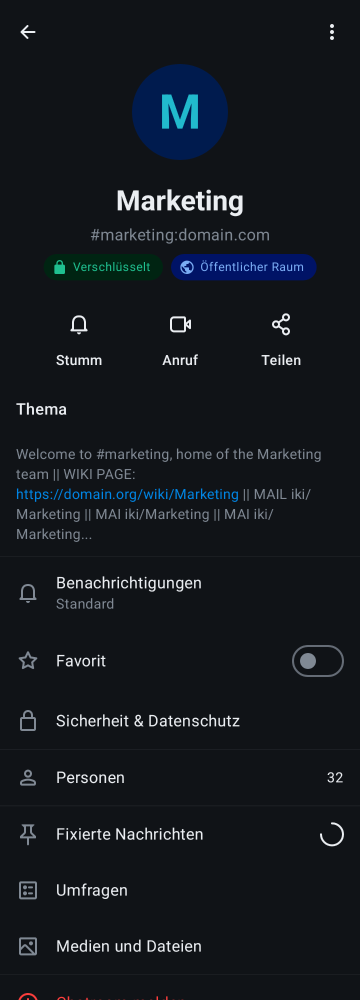 M
Marketing
#marketing:domain.com
Verschlüsselt
Öffentlicher Raum
Stumm
Anruf
Teilen
Thema
Welcome to #marketing, home of the Marketing
team || WIKI PAGE:
https://domain.org/wiki/Marketing || MAIL iki/
Marketing || MAI iki/Marketing || MAI iki/
Marketing...
Benachrichtigungen
Standard
Favorit
Sicherheit & Datenschutz
Personen 32
Fixierte Nachrichten
Umfragen
Medien und Dateien